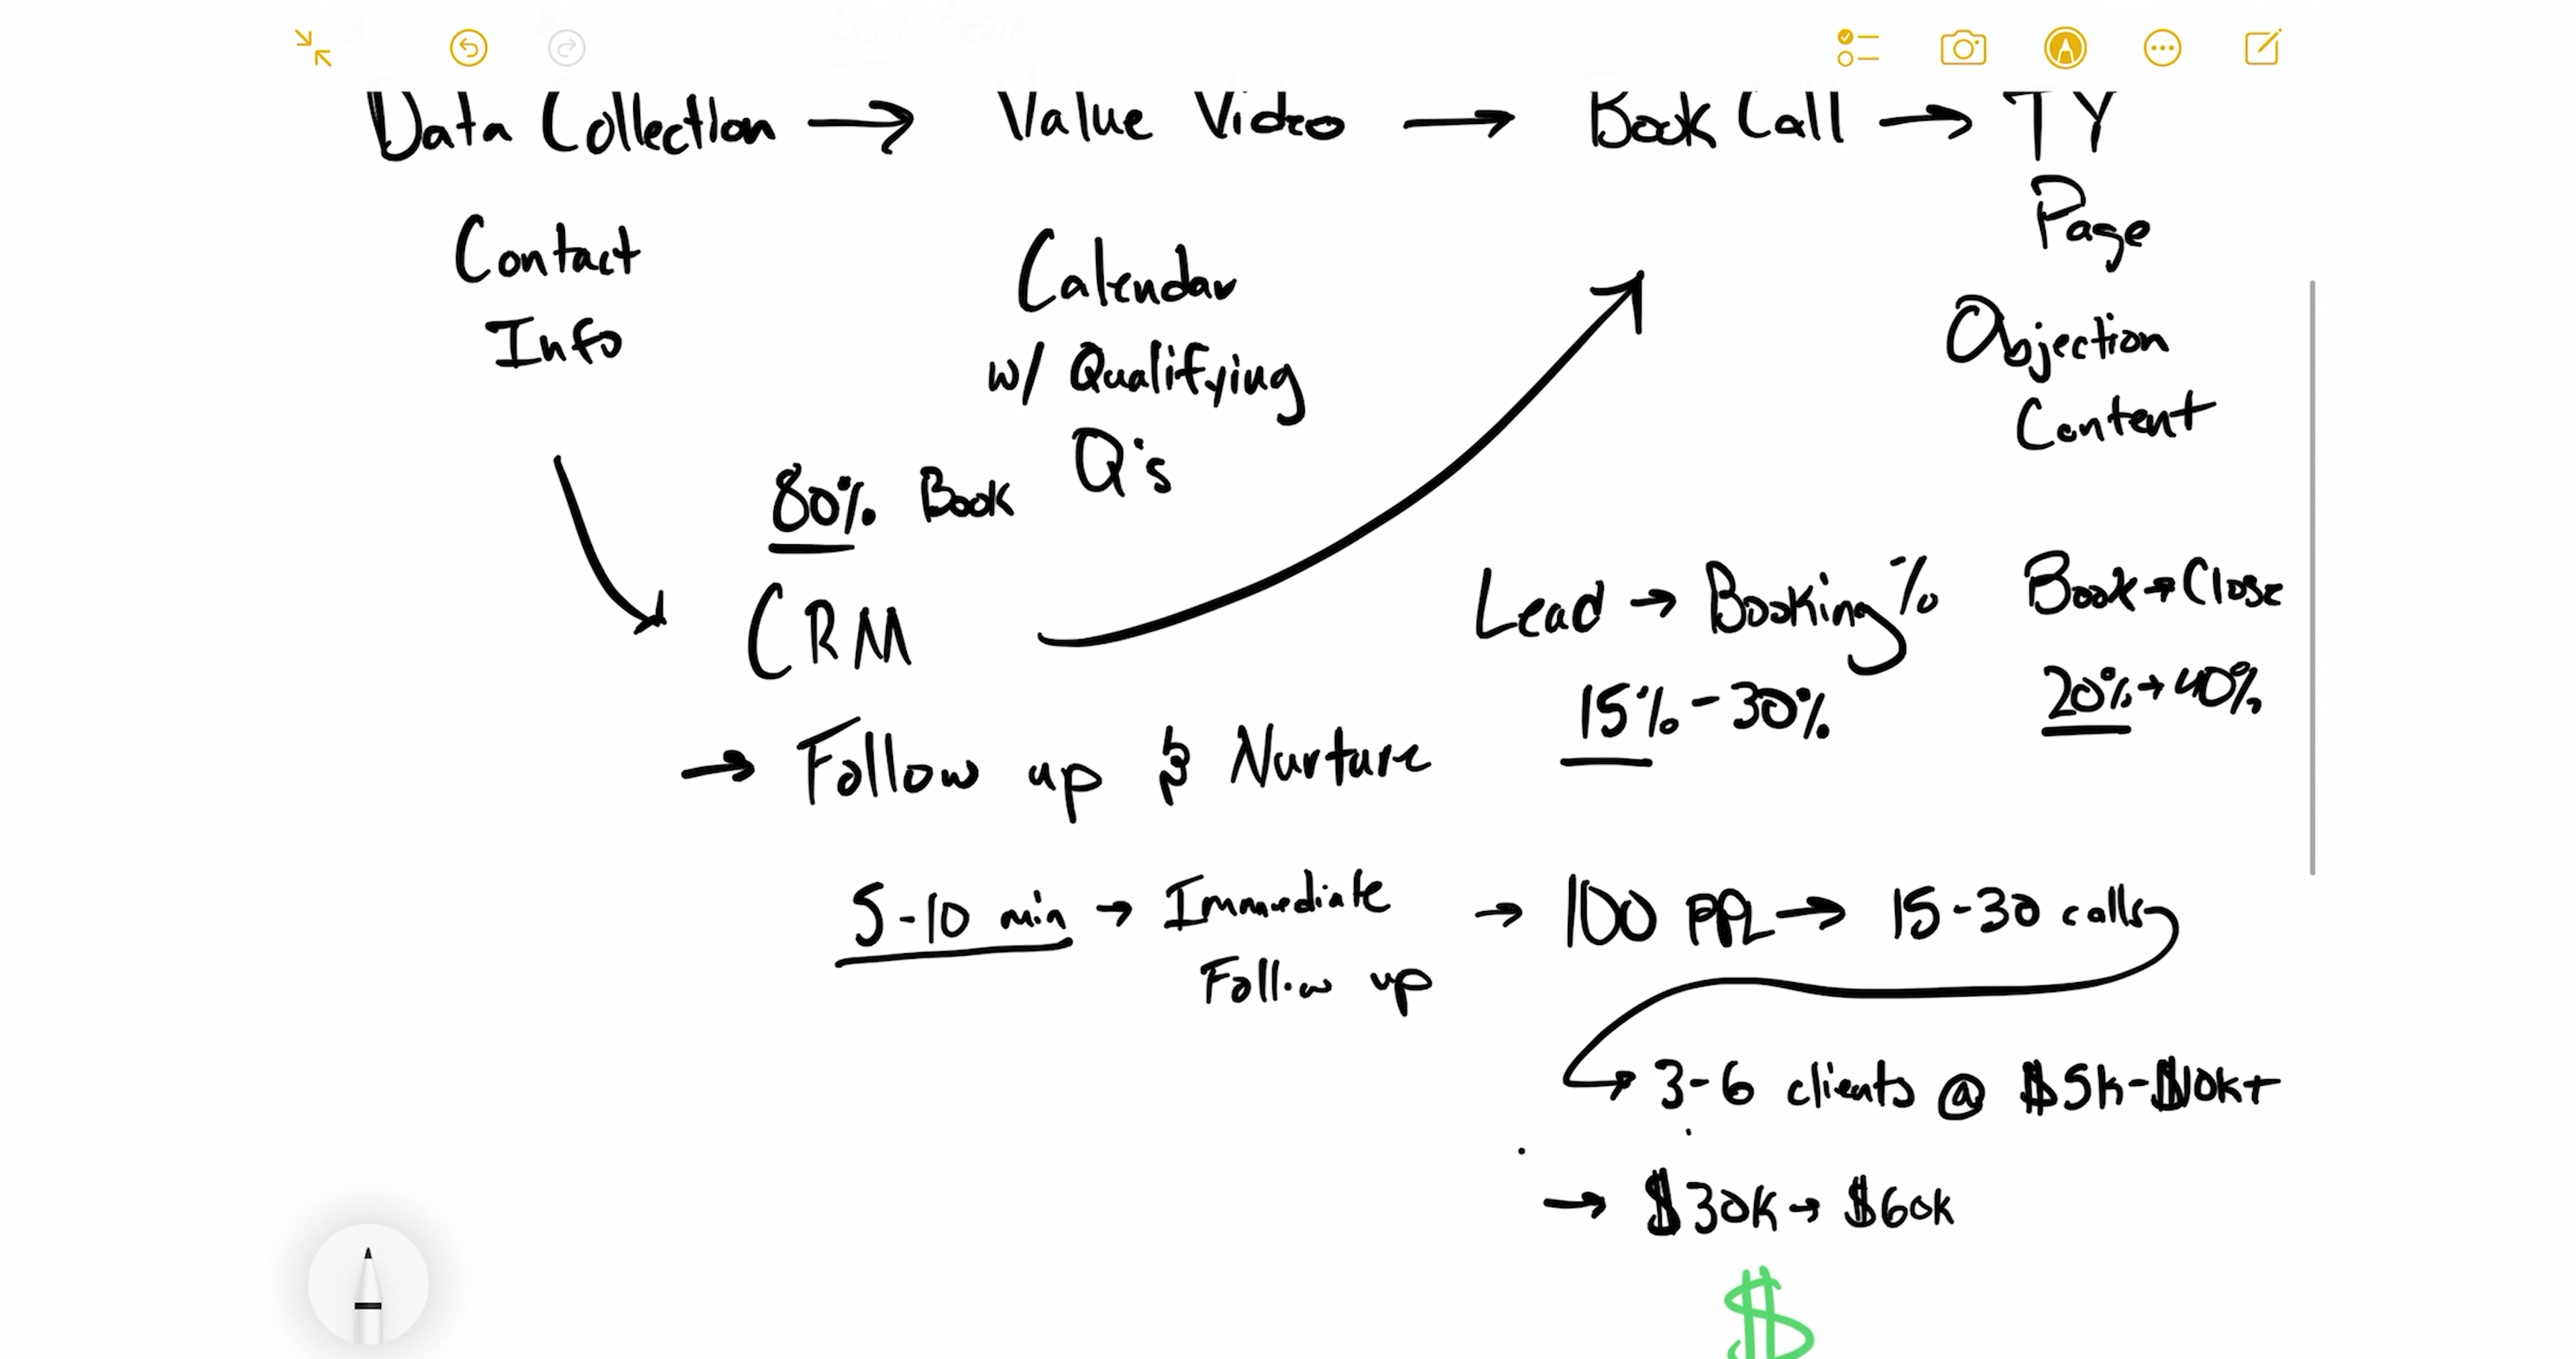 20% Book
Data Collection → Value Video → Book Call → TY
Page
Contact
Info
Calendar
w/ Qualifying
Q's
Objection
Content
80% Book
CRM
Lead → Booking %
15% - 30%
Book → Close
20% → 40%
→ Follow up & Nurture
5-10 min → Immediate
Follow up
→ 100 PPL → 15-30 calls
→ 3-6 clients @ $5k-$10k+
→ $30k → $60k
$